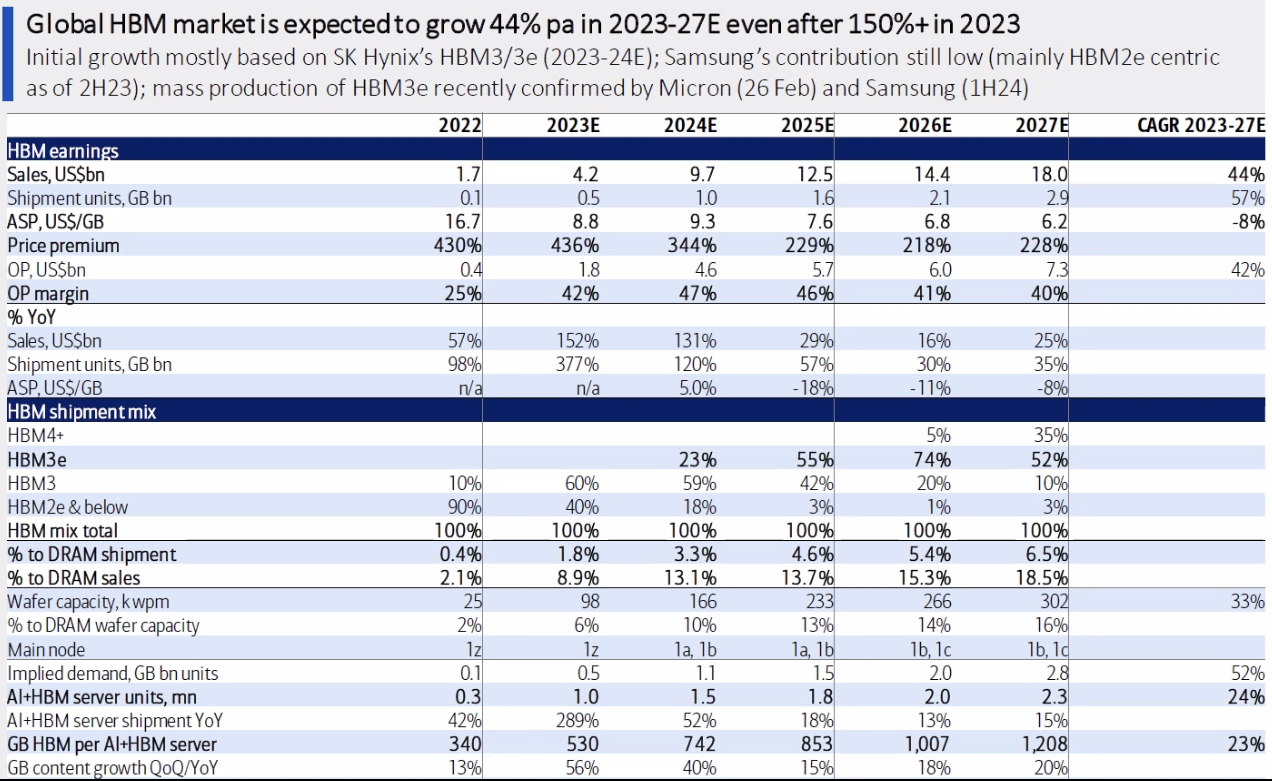 Global HBM market is expected to grow 44% pa in 2023-27E even after 150%+ in 2023
Initial growth mostly based on SK Hynix's HBM3/3e (2023-24E); Samsung's contribution still low (mainly HBM2e centric
as of 2H23); mass production of HBM3e recently confirmed by Micron (26 Feb) and Samsung (1H24)
2022 2023E 2024E 2025E 2026E 2027E CAGR 2023-27E
HBM earnings
Sales, US$bn 1.7 4.2 9.7 12.5 14.4 18.0 44%
Shipment units, GB bn 0.1 0.5 1.0 1.6 2.1 2.9 57%
ASP, US$/GB 16.7 8.8 9.3 7.6 6.8 6.2 -8%
Price premium 430% 436% 344% 229% 218% 228%
OP, US$bn 0.4 1.8 4.6 5.7 6.0 7.3 42%
OP margin 25% 42% 47% 46% 41% 40%
% YoY
Sales, US$bn 57% 152% 131% 29% 16% 25%
Shipment units, GB bn 98% 377% 120% 57% 30% 35%
ASP, US$/GB n/a n/a 5.0% -18% -11% -8%
HBM shipment mix
HBM4+ 5% 35%
HBM3e 23% 55% 74% 52%
HBM3 10% 60% 59% 42% 20% 10%
HBM2e & below 90% 40% 18% 3% 1% 3%
HBM mix total 100% 100% 100% 100% 100% 100%
% to DRAM shipment 0.4% 1.8% 3.3% 4.6% 5.4% 6.5%
% to DRAM sales 2.1% 8.9% 13.1% 13.7% 15.3% 18.5%
Wafer capacity, k wpm 25 98 166 233 266 302 33%
% to DRAM wafer capacity 2% 6% 10% 13% 14% 16%
Main node 1z 1z 1a, 1b 1a, 1b 1b, 1c 1b, 1c
Implied demand, GB bn units 0.1 0.5 1.1 1.5 2.0 2.8 52%
AI+HBM server units, mn 0.3 1.0 1.5 1.8 2.0 2.3 24%
AI+HBM server shipment YoY 42% 289% 52% 18% 13% 15%
GB HBM per AI+HBM server 340 530 742 853 1,007 1,208 23%
GB content growth QoQ/YoY 13% 56% 40% 15% 18% 20%